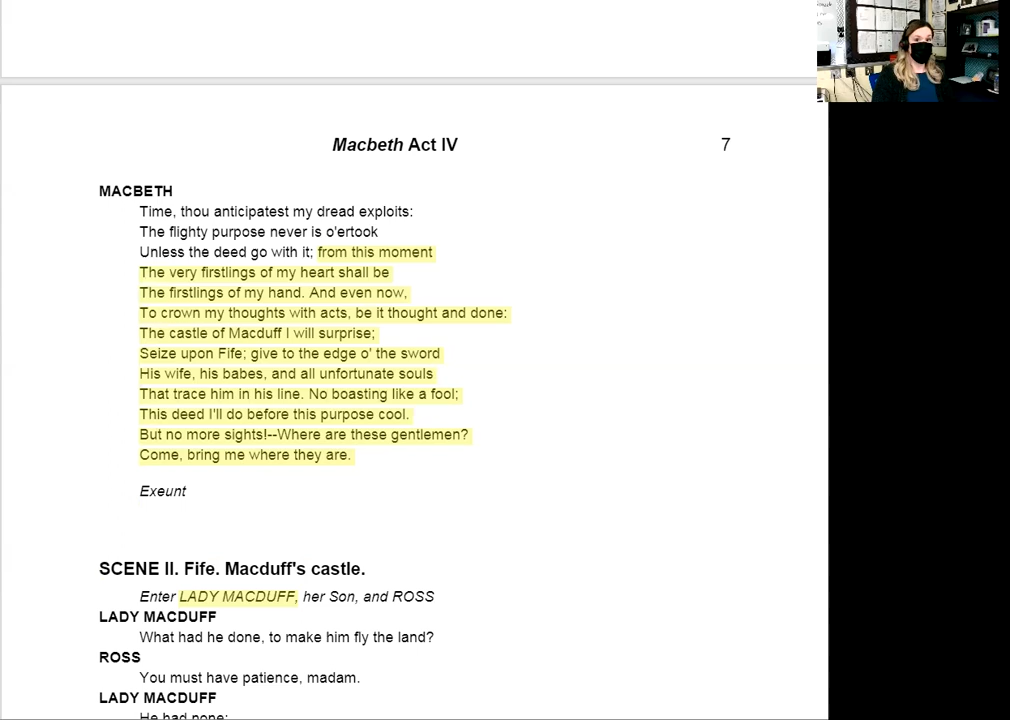 Macbeth Act IV
7
MACBETH
Time, thou anticipatest my dread exploits:
The flighty purpose never is o'ertook
Unless the deed go with it; from this moment
The very firstlings of my heart shall be
The firstlings of my hand. And even now,
To crown my thoughts with acts, be it thought and done:
The castle of Macduff I will surprise;
Seize upon Fife; give to the edge o' the sword
His wife, his babes, and all unfortunate souls
That trace him in his line. No boasting like a fool;
This deed I'll do before this purpose cool.
But no more sights!--Where are these gentlemen?
Come, bring me where they are.
Exeunt
SCENE II. Fife. Macduff's castle.
Enter LADY MACDUFF, her Son, and ROSS
LADY MACDUFF
What had he done, to make him fly the land?
ROSS
You must have patience, madam.
LADY MACDUFF
He had none: